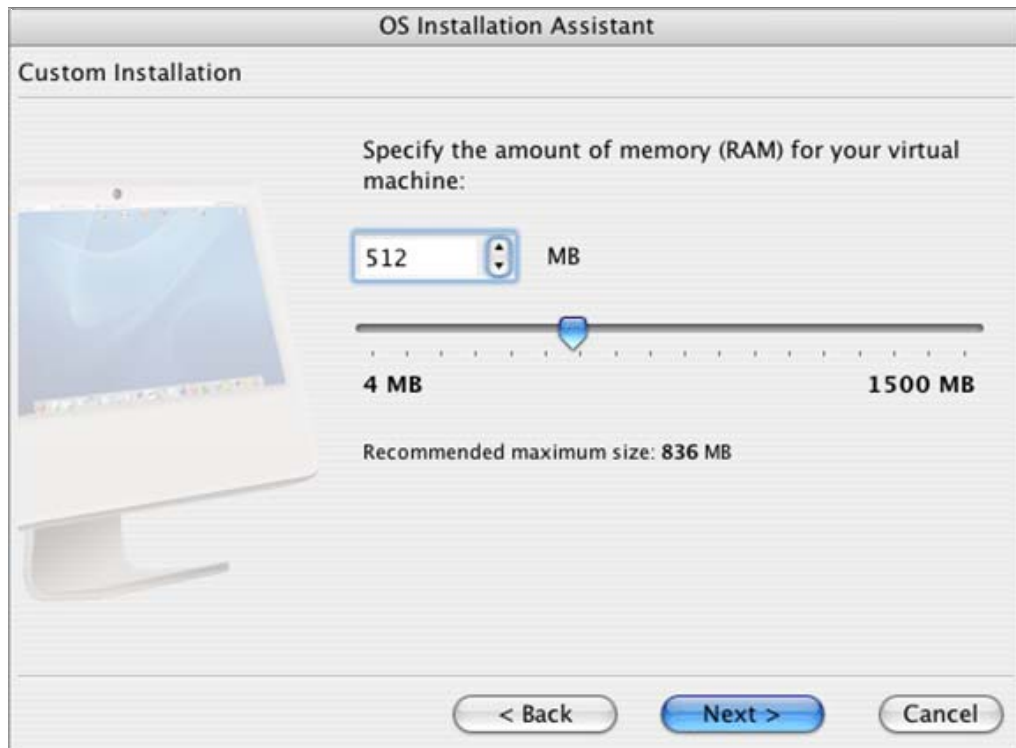 OS Installation Assistant
Custom Installation
Specify the amount of memory (RAM) for your virtual
machine:
512 MB
4 MB 1500 MB
Recommended maximum size: 836 MB
< Back Next > Cancel